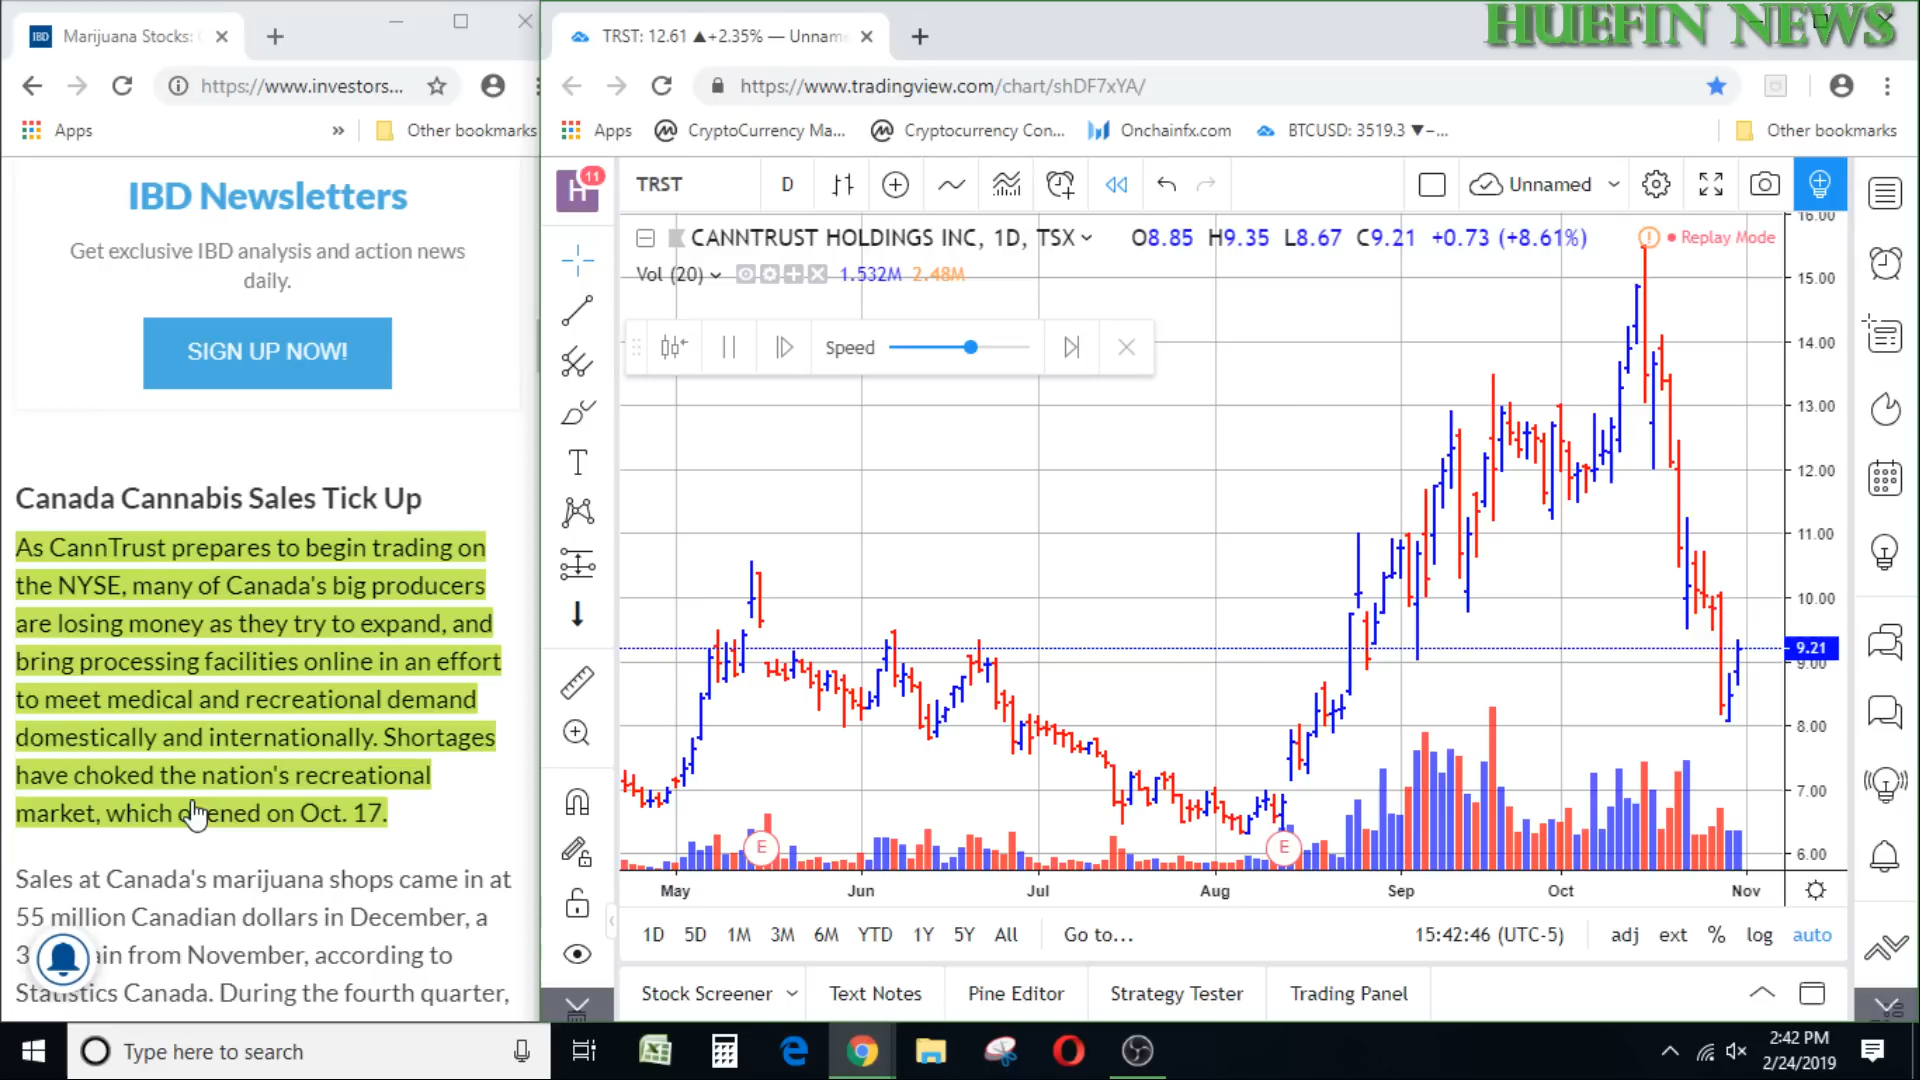 HUEFIN NEWS
IBD Marijuana Stocks:
TRST: 12.61 ▲+2.35% — Unnam
https://www.investors...
https://www.tradingview.com/chart/shDF7xYA/
Apps » Other bookmarks
Apps CryptoCurrency Ma... Cryptocurrency Con... Onchainfx.com BTCUSD: 3519.3 ▼−... Other bookmarks
IBD Newsletters
Get exclusive IBD analysis and action news
daily.
SIGN UP NOW!
Canada Cannabis Sales Tick Up
As CannTrust prepares to begin trading on
the NYSE, many of Canada's big producers
are losing money as they try to expand, and
bring processing facilities online in an effort
to meet medical and recreational demand
domestically and internationally. Shortages
have choked the nation's recreational
market, which opened on Oct. 17.
Sales at Canada's marijuana shops came in at
55 million Canadian dollars in December, a
3 ain from November, according to
Statistics Canada. During the fourth quarter,
H 11
TRST D Unnamed
CANNTRUST HOLDINGS INC, 1D, TSX O8.85 H9.35 L8.67 C9.21 +0.73 (+8.61%)
Replay Mode
Vol (20) 1.532M 2.48M
Speed
16.00
15.00
14.00
13.00
12.00
11.00
10.00
9.21
9.00
8.00
7.00
6.00
E E
May Jun Jul Aug Sep Oct Nov
1D 5D 1M 3M 6M YTD 1Y 5Y All Go to... 15:42:46 (UTC-5) adj ext % log auto
Stock Screener Text Notes Pine Editor Strategy Tester Trading Panel
Type here to search
2:42 PM
2/24/2019